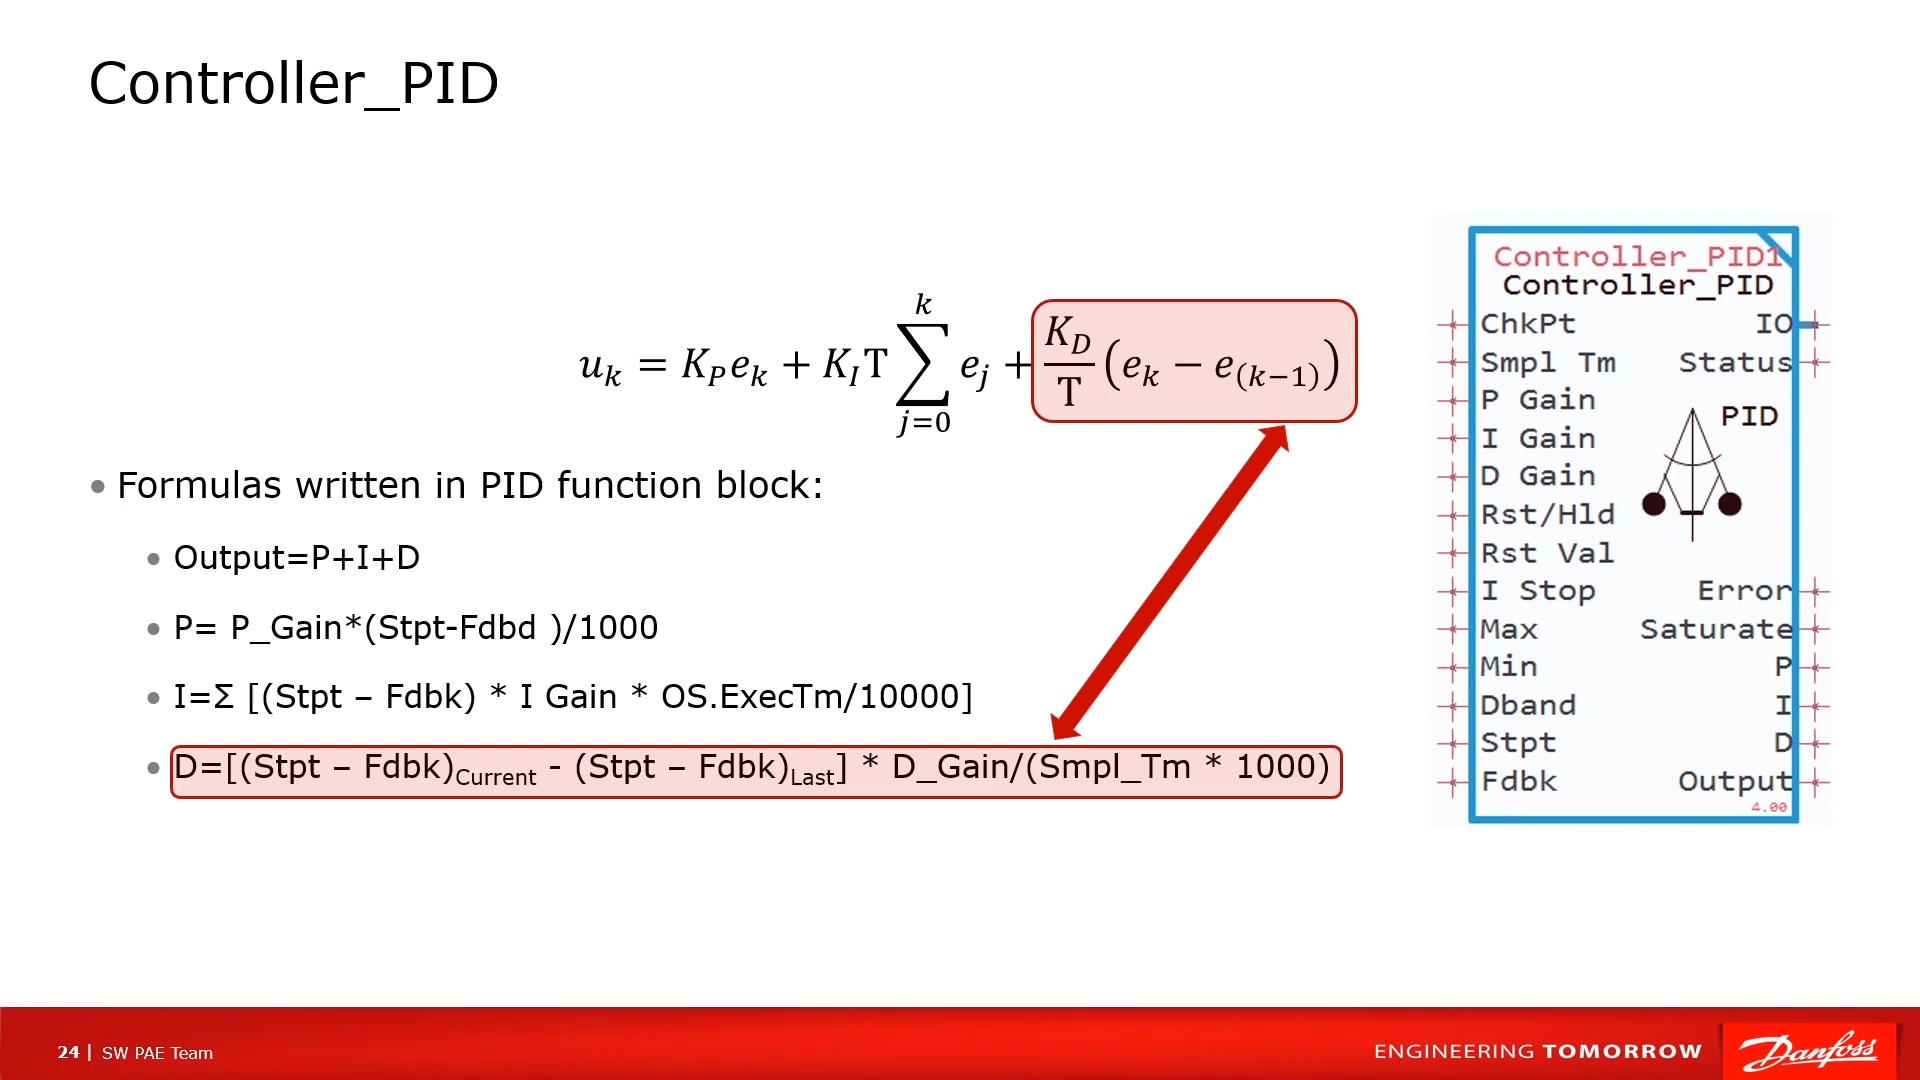 Controller_PID
u_k = K_P e_k + K_I T \sum_{j=0}^{k} e_j + \frac{K_D}{T} (e_k − e_{(k−1)})
• Formulas written in PID function block:
• Output=P+I+D
• P= P_Gain*(Stpt-Fdbd )/1000
• I=Σ [(Stpt – Fdbk) * I Gain * OS.ExecTm/10000]
• D=[(Stpt – Fdbk)Current - (Stpt – Fdbk)Last] * D_Gain/(Smpl_Tm * 1000)
Controller_PID1
Controller_PID
ChkPt IO
Smpl Tm Status
P Gain PID
I Gain
D Gain
Rst/Hld
Rst Val
I Stop Error
Max Saturate
Min P
Dband I
Stpt D
Fdbk Output
4.00
24 | SW PAE Team
ENGINEERING TOMORROW
Danfoss